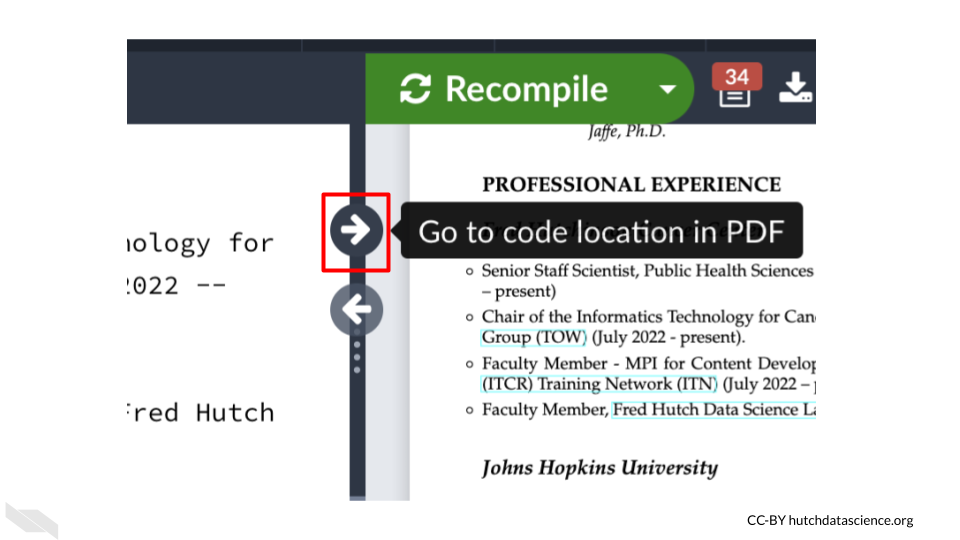 Recompile
34
Jaffe, Ph.D.
PROFESSIONAL EXPERIENCE
Go to code location in PDF
nology for
2022 --
Fred Hutch
Senior Staff Scientist, Public Health Sciences
– present)
Chair of the Informatics Technology for Can
Group (TOW) (July 2022 - present).
Faculty Member - MPI for Content Develop
(ITCR) Training Network (ITN) (July 2022 –
Faculty Member, Fred Hutch Data Science La
Johns Hopkins University
CC-BY hutchdatascience.org